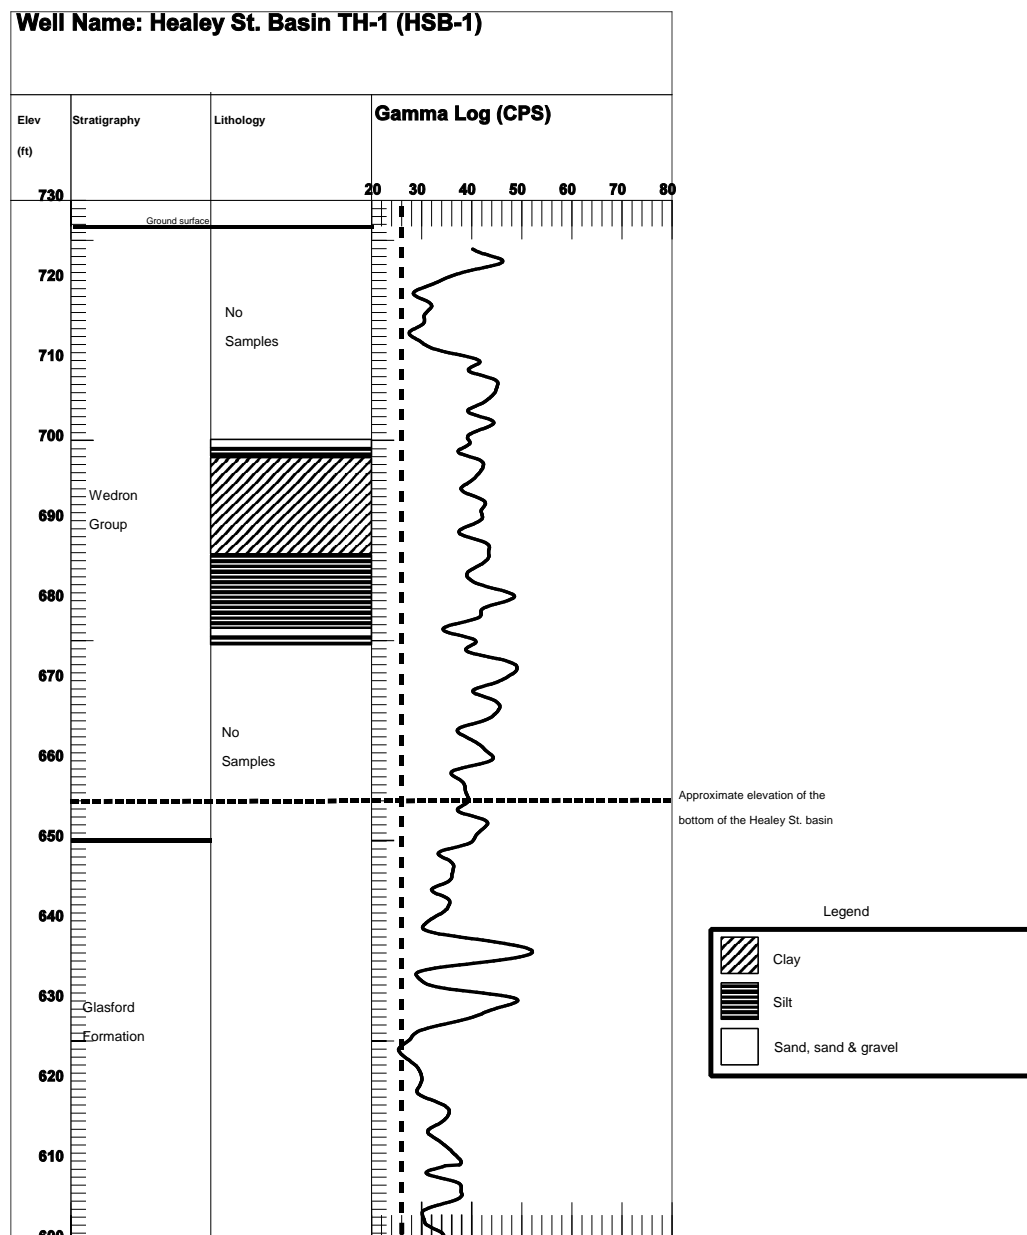 Well Name: Healey St. Basin TH-1 (HSB-1)
Elev
(ft)
Stratigraphy
Lithology
Gamma Log (CPS)
20 30 40 50 60 70 80
730
Ground surface
720
No
Samples
710
700
Wedron
Group
690
680
670
No
Samples
660
Approximate elevation of the
bottom of the Healey St. basin
650
640
Legend
Clay
Silt
Sand, sand & gravel
630
Glasford
Formation
620
610
600